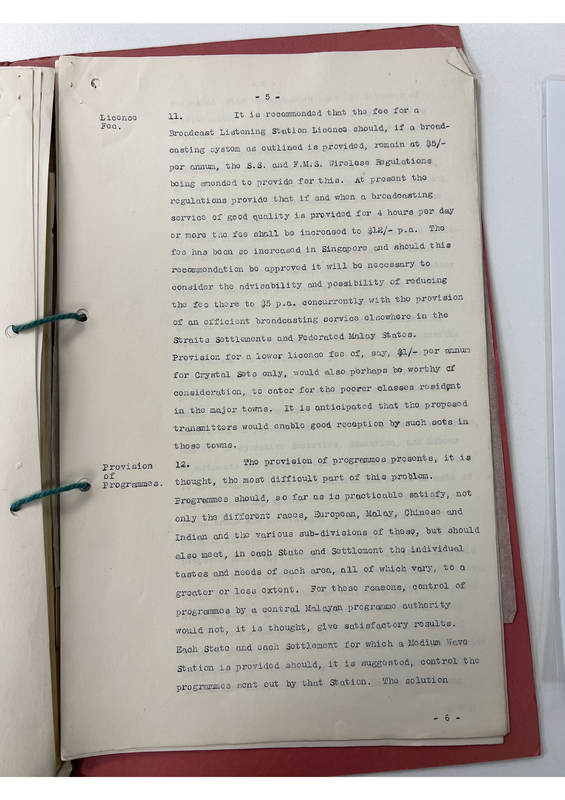 - 5 -
Licence
Fee.
11. It is recommended that the fee for a
Broadcast Listening Station Licence should, if a broad-
casting system as outlined is provided, remain at $5/-
per annum, the S.S. and F.M.S. Wireless Regulations
being amended to provide for this. At present the
regulations provide that if and when a broadcasting
service of good quality is provided for 4 hours per day
or more the fee shall be increased to $12/- p.a. The
fee has been so increased in Singapore and should this
recommendation be approved it will be necessary to
consider the advisability and possibility of reducing
the fee there to $5 p.a. concurrently with the provision
of an efficient broadcasting service elsewhere in the
Straits Settlements and Federated Malay States.
Provision for a lower licence fee of, say, $1/- per annum
for Crystal Sets only, would also perhaps be worthy of
consideration, to cater for the poorer classes resident
in the major towns. It is anticipated that the proposed
transmitters would enable good reception by such sets in
these towns.
Provision
of
Programmes.
12. The provision of programmes presents, it is
thought, the most difficult part of this problem.
Programmes should, so far as is practicable satisfy, not
only the different races, European, Malay, Chinese and
Indian and the various sub-divisions of these, but should
also meet, in each State and Settlement the individual
tastes and needs of each area, all of which vary, to a
greater or less extent. For these reasons, control of
programmes by a central Malayan programme authority
would not, it is thought, give satisfactory results.
Each State and each Settlement for which a Medium Wave
Station is provided should, it is suggested, control the
programmes sent out by that Station. The solution
- 6 -